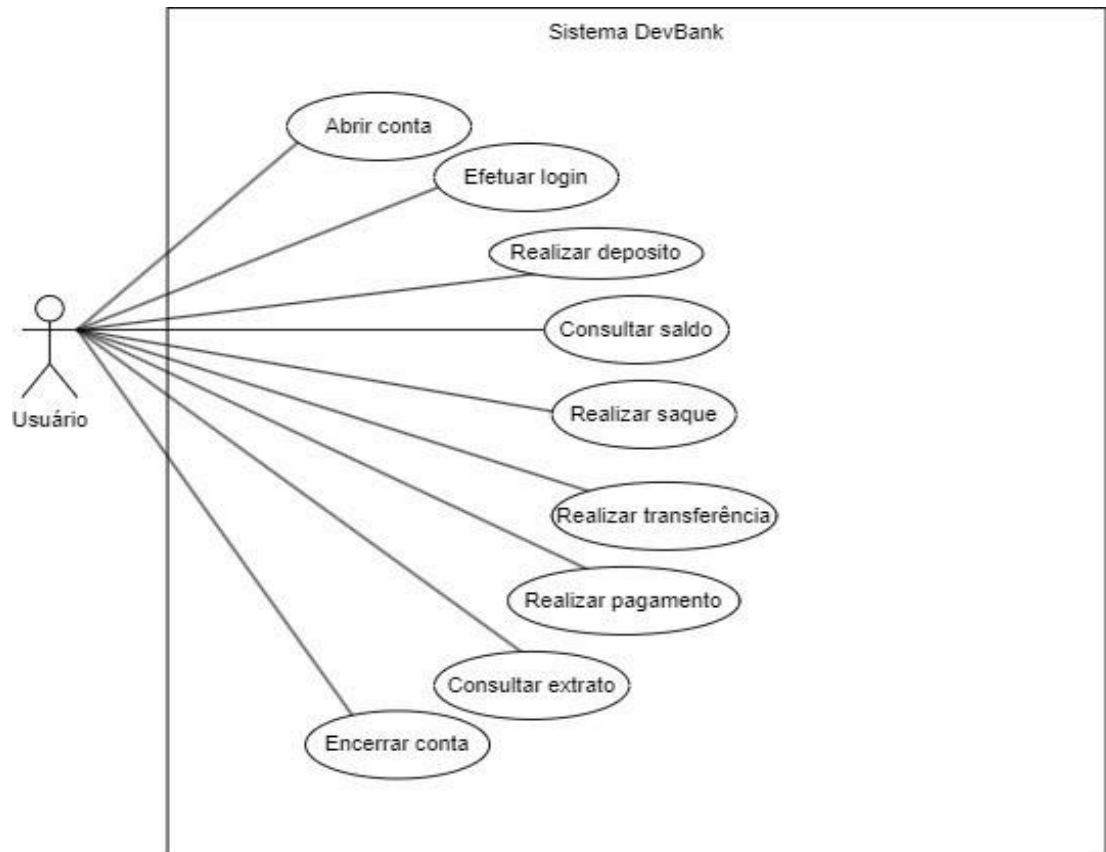 Sistema DevBank
Abrir conta
Efetuar login
Realizar deposito
Consultar saldo
Realizar saque
Usuário
Realizar transferência
Realizar pagamento
Consultar extrato
Encerrar conta